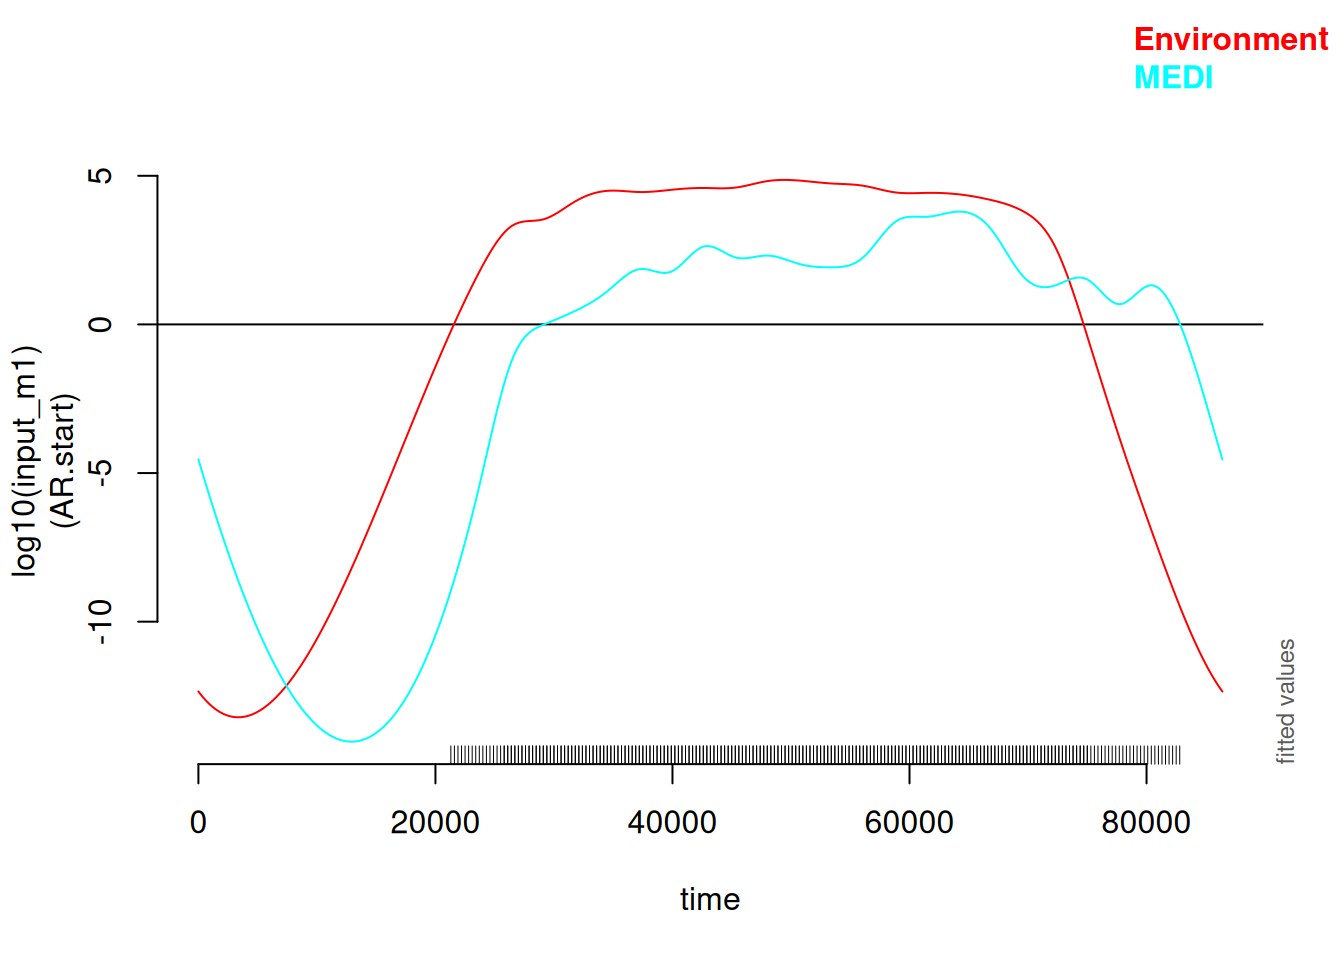 Environment
MEDI
5
0
-5
-10
log10(input_m1)
(AR.start)
fitted values
0 20000 40000 60000 80000
time